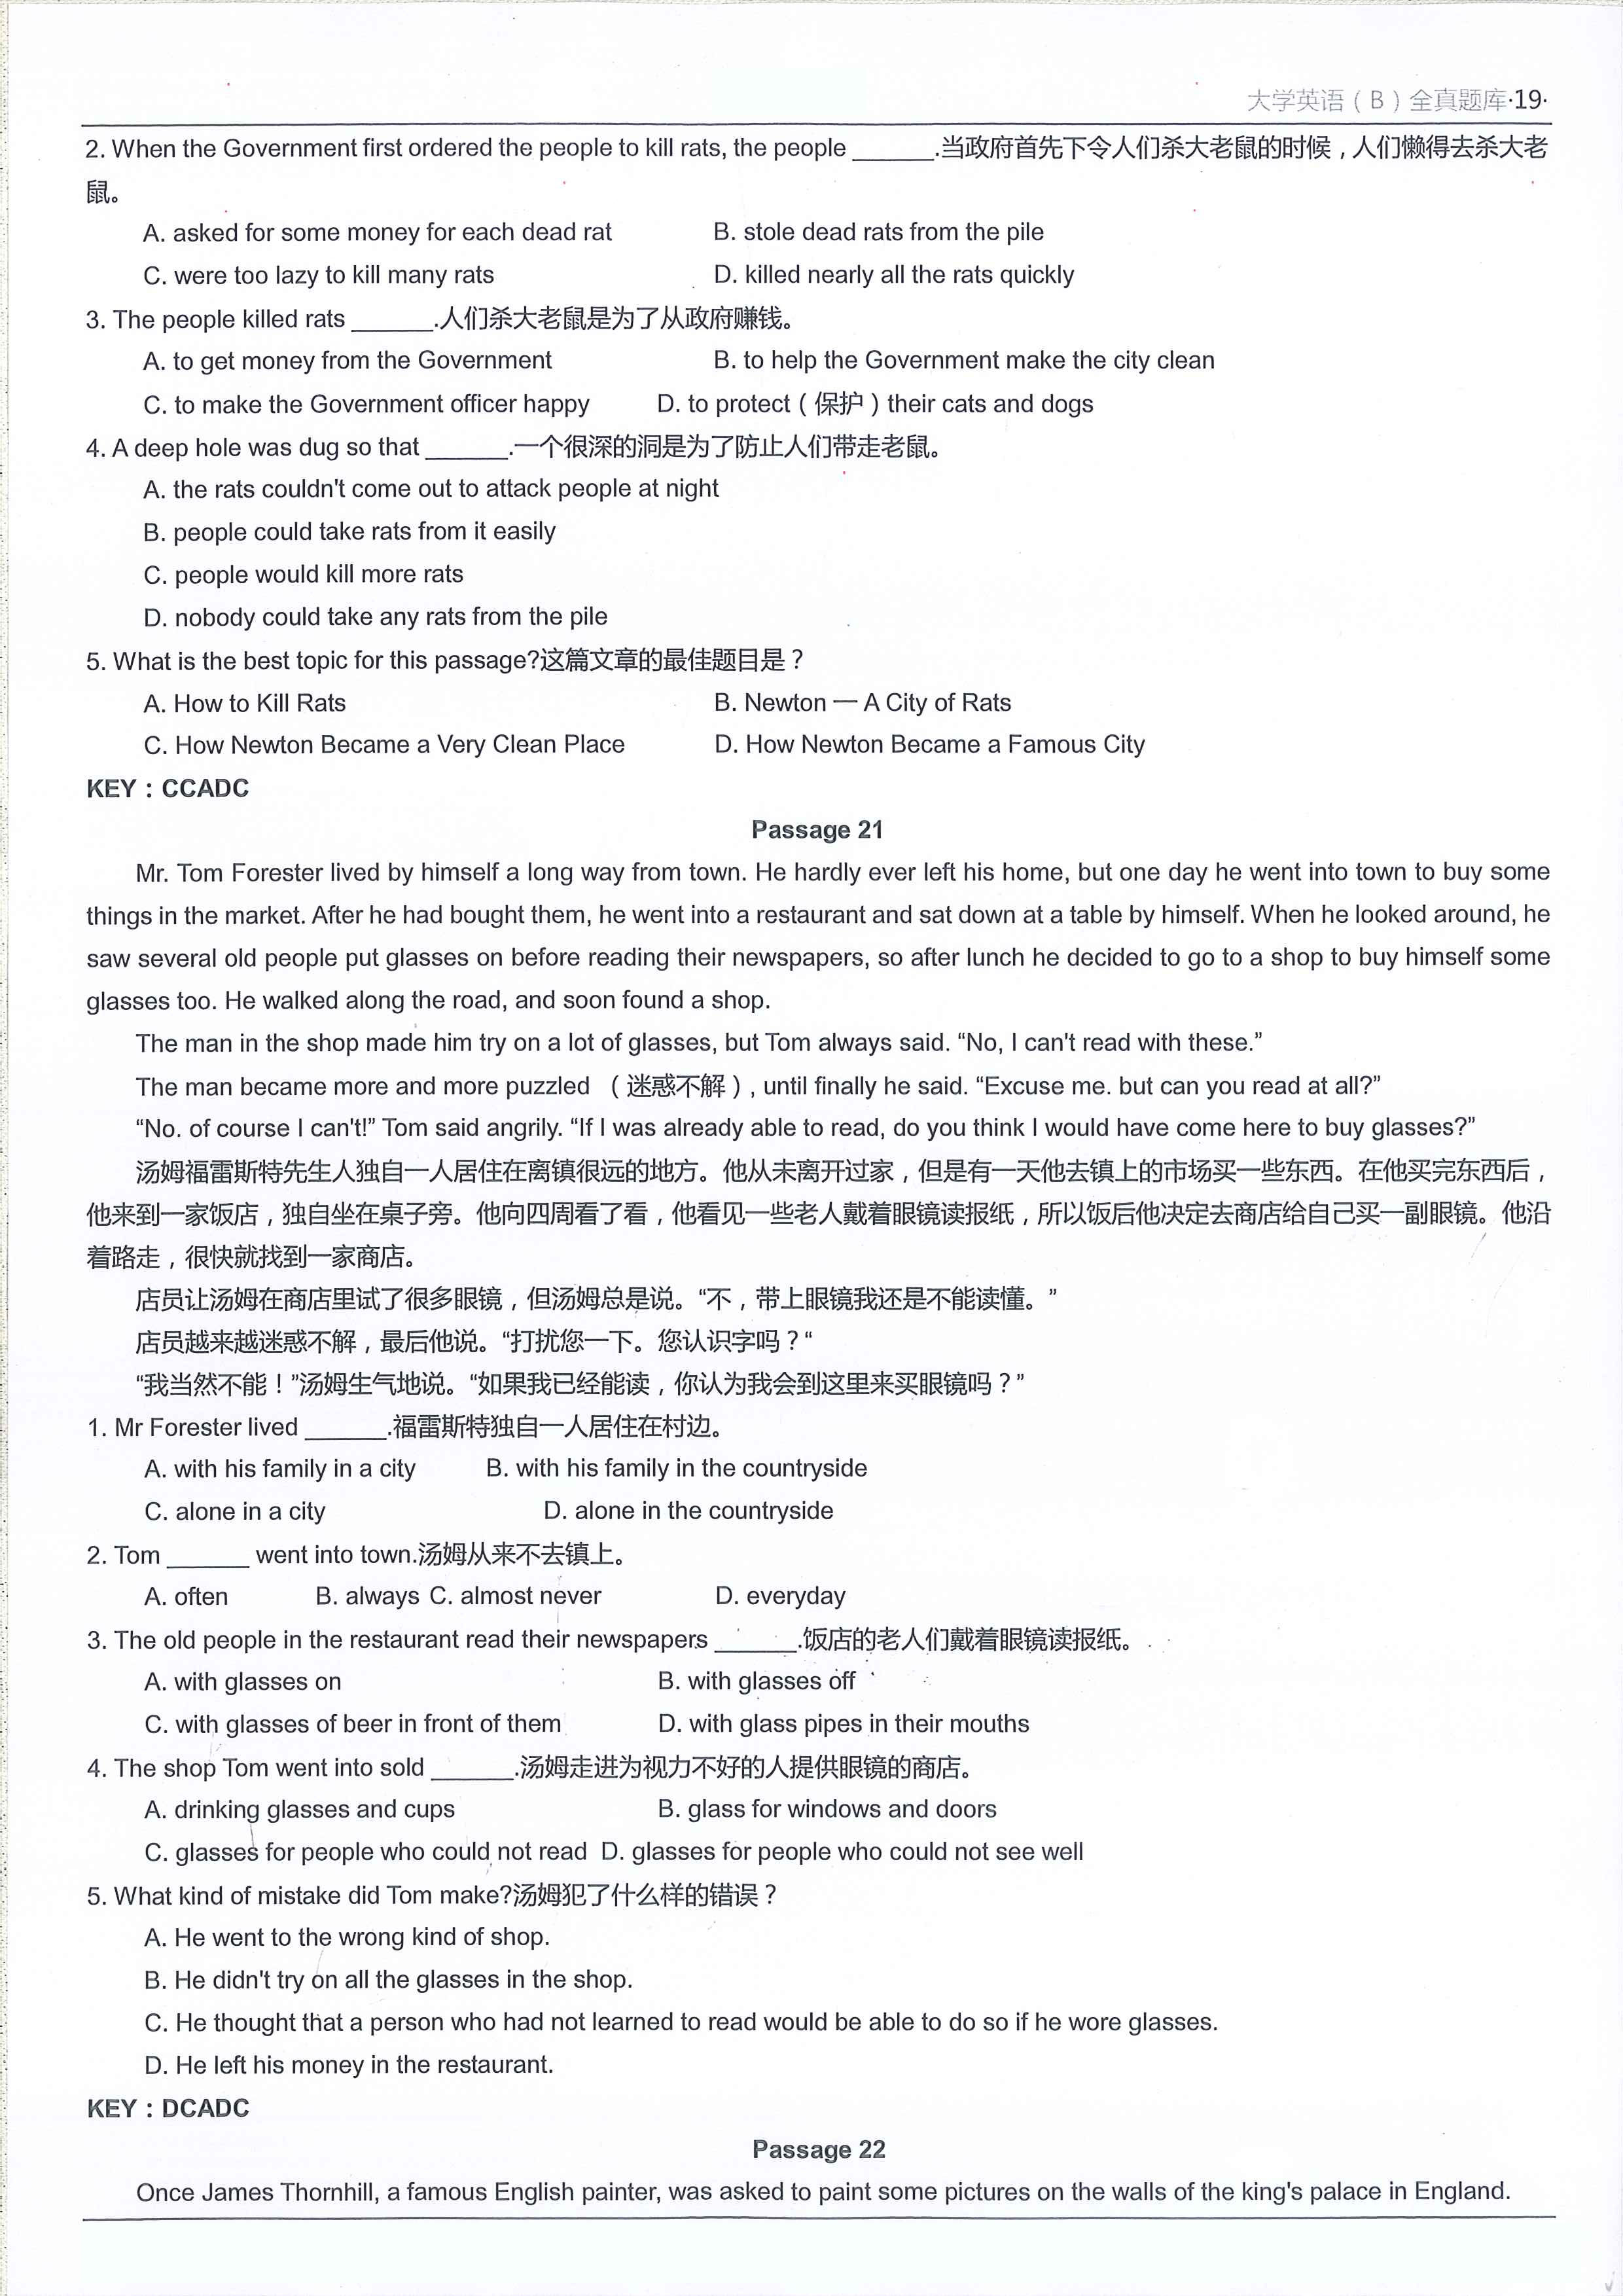 大学英语（B）全真题库·19·
2. When the Government first ordered the people to kill rats, the people ______.当政府首先下令人们杀大老鼠的时候，人们懒得去杀大老
鼠。
A. asked for some money for each dead rat B. stole dead rats from the pile
C. were too lazy to kill many rats D. killed nearly all the rats quickly
3. The people killed rats ______.人们杀大老鼠是为了从政府赚钱。
A. to get money from the Government B. to help the Government make the city clean
C. to make the Government officer happy D. to protect（保护）their cats and dogs
4. A deep hole was dug so that ______.一个很深的洞是为了防止人们带走老鼠。
A. the rats couldn't come out to attack people at night
B. people could take rats from it easily
C. people would kill more rats
D. nobody could take any rats from the pile
5. What is the best topic for this passage?这篇文章的最佳题目是？
A. How to Kill Rats B. Newton — A City of Rats
C. How Newton Became a Very Clean Place D. How Newton Became a Famous City
KEY：CCADC
Passage 21
Mr. Tom Forester lived by himself a long way from town. He hardly ever left his home, but one day he went into town to buy some
things in the market. After he had bought them, he went into a restaurant and sat down at a table by himself. When he looked around, he
saw several old people put glasses on before reading their newspapers, so after lunch he decided to go to a shop to buy himself some
glasses too. He walked along the road, and soon found a shop.
The man in the shop made him try on a lot of glasses, but Tom always said. “No, I can't read with these.”
The man became more and more puzzled （迷惑不解）, until finally he said. “Excuse me. but can you read at all?”
“No. of course I can't!” Tom said angrily. “If I was already able to read, do you think I would have come here to buy glasses?”
汤姆福雷斯特先生人独自一人居住在离镇很远的地方。他从未离开过家，但是有一天他去镇上的市场买一些东西。在他买完东西后，
他来到一家饭店，独自坐在桌子旁。他向四周看了看，他看见一些老人戴着眼镜读报纸，所以饭后他决定去商店给自己买一副眼镜。他沿
着路走，很快就找到一家商店。
店员让汤姆在商店里试了很多眼镜，但汤姆总是说。“不，带上眼镜我还是不能读懂。”
店员越来越迷惑不解，最后他说。“打扰您一下。您认识字吗？“
“我当然不能！”汤姆生气地说。“如果我已经能读，你认为我会到这里来买眼镜吗？”
1. Mr Forester lived ______.福雷斯特独自一人居住在村边。
A. with his family in a city B. with his family in the countryside
C. alone in a city D. alone in the countryside
2. Tom ______ went into town.汤姆从来不去镇上。
A. often B. always C. almost never D. everyday
3. The old people in the restaurant read their newspapers ______.饭店的老人们戴着眼镜读报纸。
A. with glasses on B. with glasses off
C. with glasses of beer in front of them D. with glass pipes in their mouths
4. The shop Tom went into sold ______.汤姆走进为视力不好的人提供眼镜的商店。
A. drinking glasses and cups B. glass for windows and doors
C. glasses for people who could not read D. glasses for people who could not see well
5. What kind of mistake did Tom make?汤姆犯了什么样的错误？
A. He went to the wrong kind of shop.
B. He didn't try on all the glasses in the shop.
C. He thought that a person who had not learned to read would be able to do so if he wore glasses.
D. He left his money in the restaurant.
KEY：DCADC
Passage 22
Once James Thornhill, a famous English painter, was asked to paint some pictures on the walls of the king's palace in England.